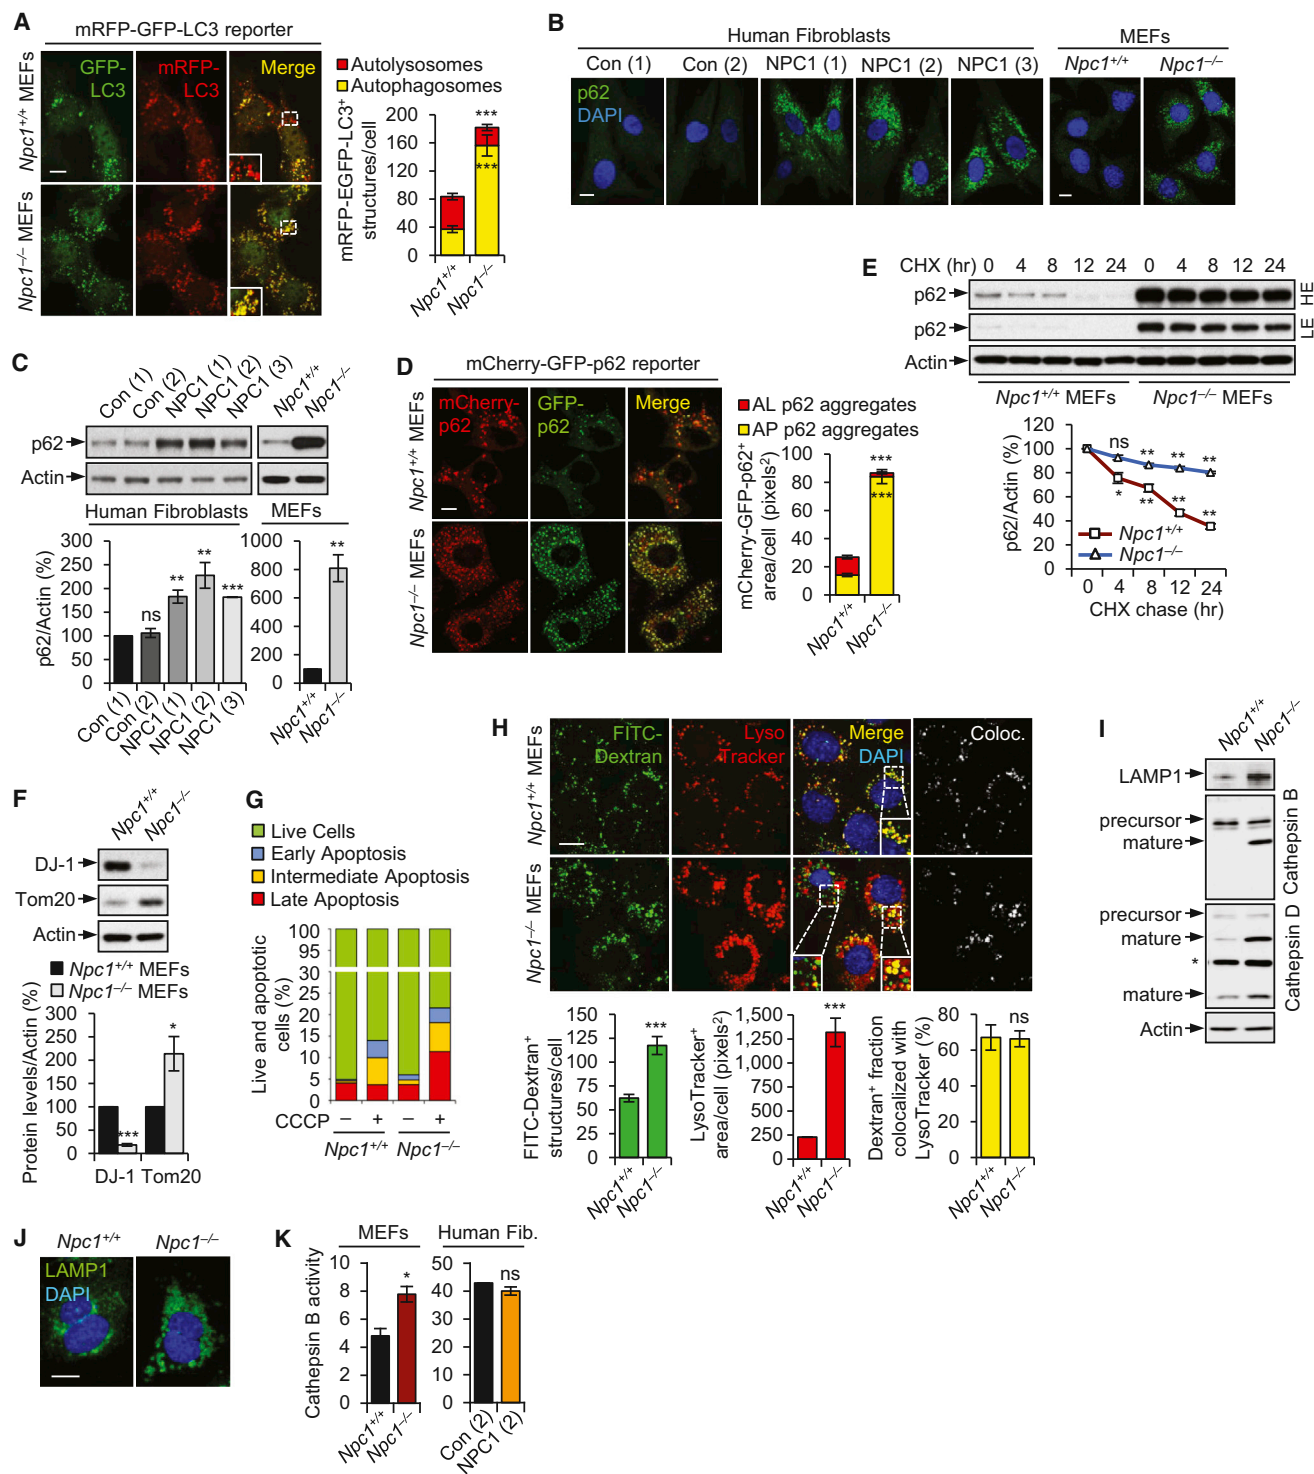 A
mRFP-GFP-LC3 reporter
Npc1+/+ MEFs
Npc1–/– MEFs
GFP-
LC3
mRFP-
LC3
Merge
Autolysosomes
Autophagosomes
mRFP-EGFP-LC3+
structures/cell
200
160
120
80
40
0
***
***
Npc1+/+
Npc1–/–
B
Human Fibroblasts
MEFs
Con (1)
Con (2)
NPC1 (1)
NPC1 (2)
NPC1 (3)
Npc1+/+
Npc1–/–
p62
DAPI
C
Con (1)
Con (2)
NPC1 (1)
NPC1 (2)
NPC1 (3)
Npc1+/+
Npc1–/–
p62
Actin
Human Fibroblasts
MEFs
p62/Actin (%)
300
250
200
150
100
50
0
ns
**
**
***
Con (1)
Con (2)
NPC1 (1)
NPC1 (2)
NPC1 (3)
1000
800
600
400
200
0
**
Npc1+/+
Npc1–/–
D
mCherry-GFP-p62 reporter
Npc1+/+ MEFs
Npc1–/– MEFs
mCherry-
p62
GFP-
p62
Merge
AL p62 aggregates
AP p62 aggregates
mCherry-GFP-p62+
area/cell (pixels2)
100
80
60
40
20
0
***
***
Npc1+/+
Npc1–/–
E
CHX (hr) 0 4 8 12 24 0 4 8 12 24
p62
HE
p62
LE
Actin
Npc1+/+ MEFs
Npc1–/– MEFs
p62/Actin (%)
120
100
80
60
40
20
0
ns
**
**
**
*
**
**
**
Npc1+/+
Npc1–/–
0 4 8 12 24
CHX chase (hr)
F
Npc1+/+
Npc1–/–
DJ-1
Tom20
Actin
Npc1+/+ MEFs
Npc1–/– MEFs
Protein levels/Actin (%)
300
250
200
150
100
50
0
***
*
DJ-1 Tom20
G
Live Cells
Early Apoptosis
Intermediate Apoptosis
Late Apoptosis
Live and apoptotic
cells (%)
100
95
30
25
20
15
10
5
0
CCCP – + – +
Npc1+/+
Npc1–/–
H
Npc1+/+ MEFs
Npc1–/– MEFs
FITC-
Dextran
Lyso
Tracker
Merge
DAPI
Coloc.
FITC-Dextran+
structures/cell
150
125
100
75
50
25
0
***
Npc1+/+
Npc1–/–
LysoTracker+
area/cell (pixels2)
1,500
1,250
1,000
750
500
250
0
***
Npc1+/+
Npc1–/–
Dextran+ fraction
colocalized with
LysoTracker (%)
80
60
40
20
0
ns
Npc1+/+
Npc1–/–
I
Npc1+/+
Npc1–/–
LAMP1
precursor
mature
Cathepsin B
precursor
mature
*
mature
Cathepsin D
Actin
J
Npc1+/+
Npc1–/–
LAMP1
DAPI
K
MEFs
Human Fib.
Cathepsin B activity
10
8
6
4
2
0
*
Npc1+/+
Npc1–/–
50
40
30
20
10
0
ns
Con (2)
NPC1 (2)